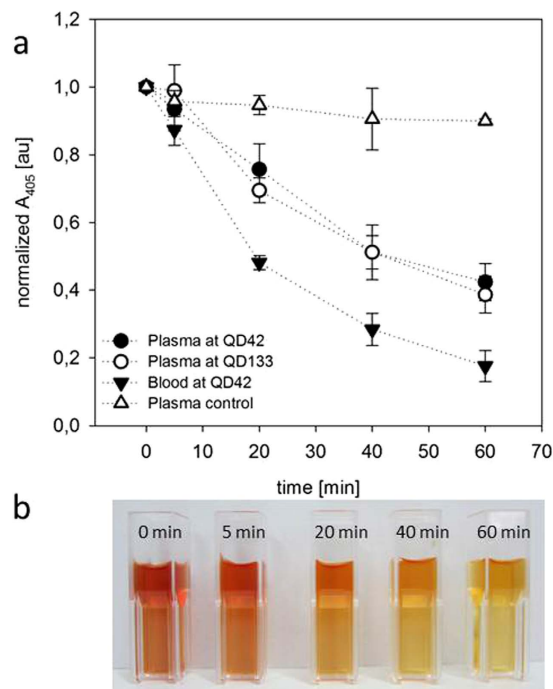 a
1,2
1,0
0,8
0,6
0,4
0,2
0,0
normalized A405 [au]
Plasma at QD42
Plasma at QD133
Blood at QD42
Plasma control
0 10 20 30 40 50 60 70
time [min]
b
0 min 5 min 20 min 40 min 60 min